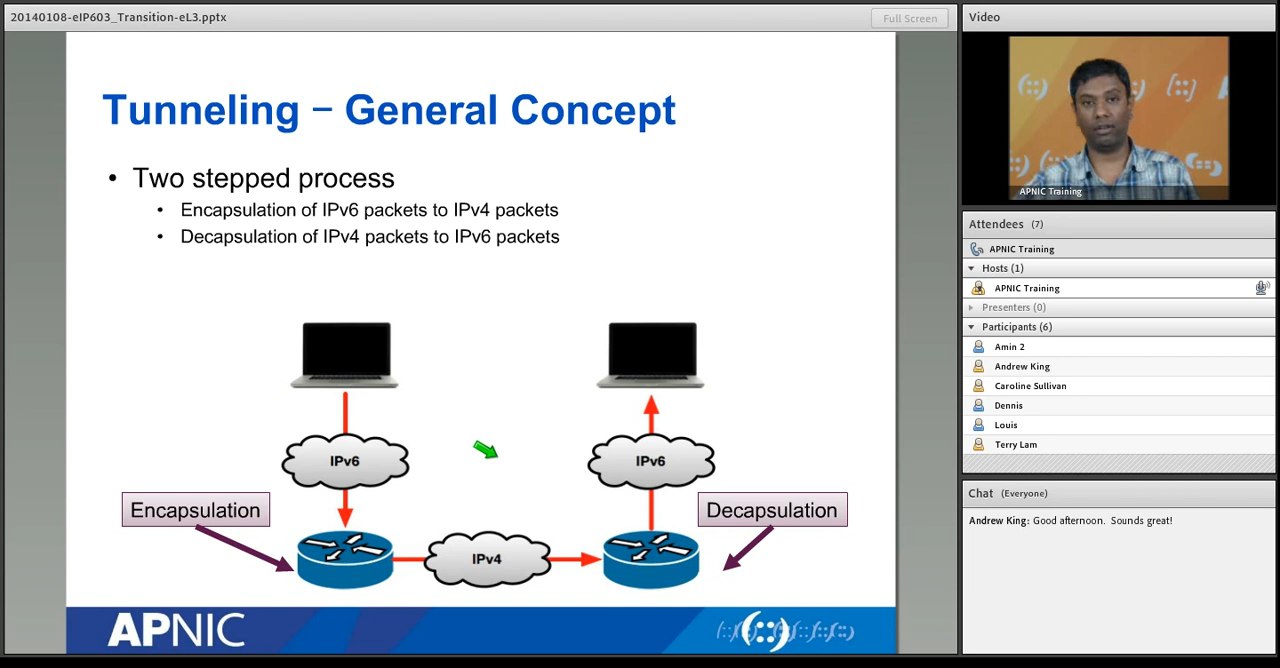 20140108-eIP603_Transition-eL3.pptx
Full Screen
Tunneling – General Concept
• Two stepped process
• Encapsulation of IPv6 packets to IPv4 packets
• Decapsulation of IPv4 packets to IPv6 packets
IPv6
IPv6
Encapsulation
Decapsulation
IPv4
APNIC
Video
APNIC Training
Attendees (7)
APNIC Training
Hosts (1)
APNIC Training
Presenters (0)
Participants (6)
Amin 2
Andrew King
Caroline Sullivan
Dennis
Louis
Terry Lam
Chat (Everyone)
Andrew King: Good afternoon. Sounds great!